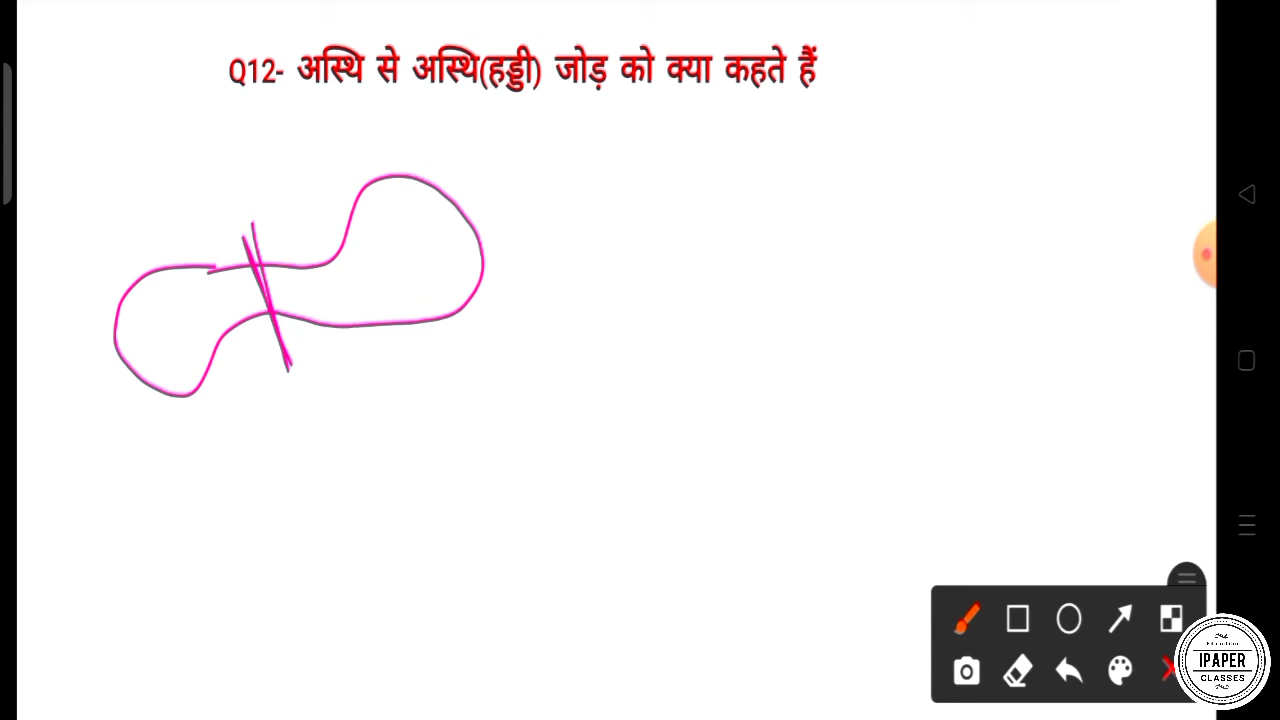 Q12- अस्थि से अस्थि(हड्डी) जोड़ को क्या कहते हैं
IPAPER
CLASSES